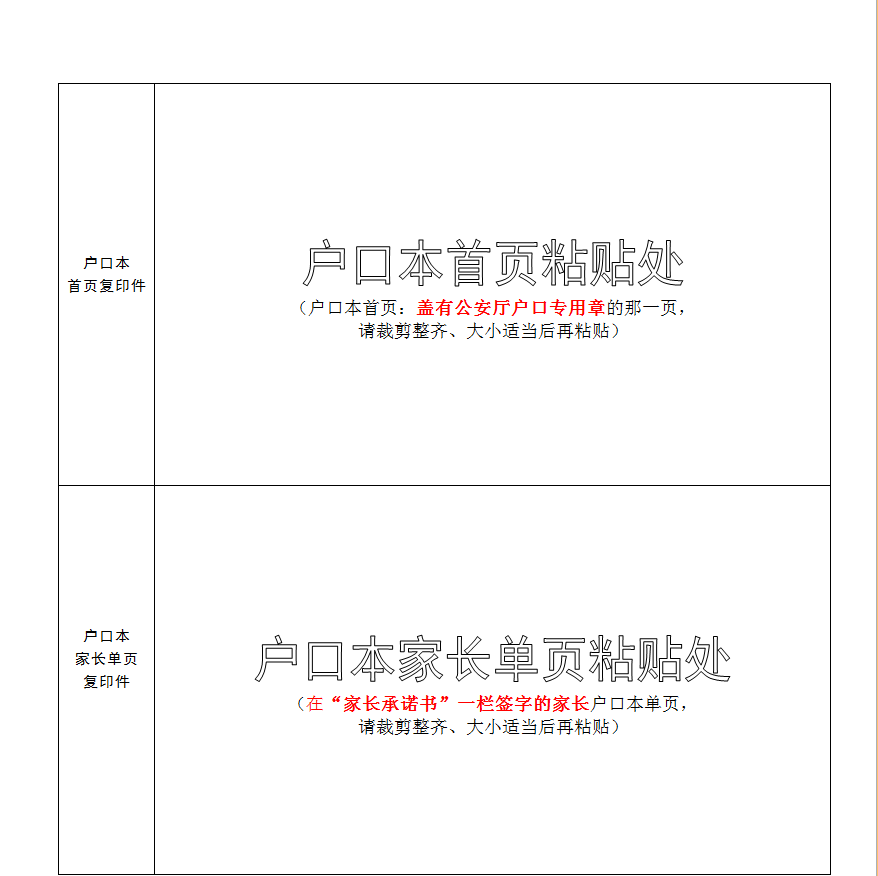 户口本
首页复印件
户口本首页粘贴处
（户口本首页：盖有公安厅户口专用章的那一页，
请裁剪整齐、大小适当后再粘贴）
户口本
家长单页
复印件
户口本家长单页粘贴处
（在“家长承诺书”一栏签字的家长户口本单页，
请裁剪整齐、大小适当后再粘贴）